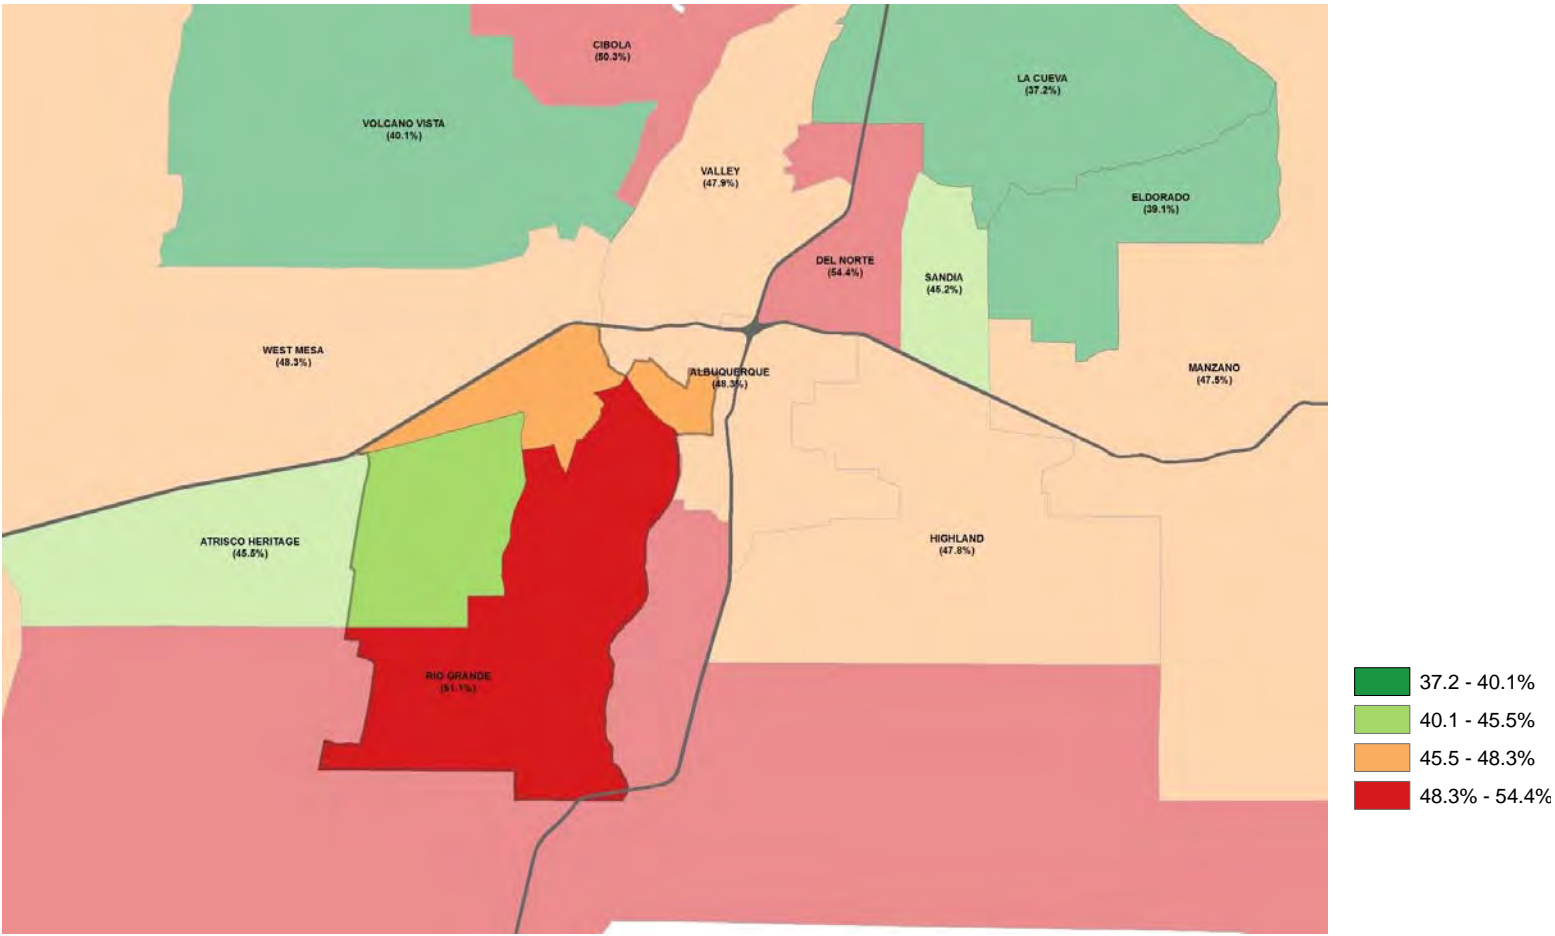 CIBOLA
(50.3%)
LA CUEVA
(37.2%)
VOLCANO VISTA
(40.1%)
VALLEY
(47.9%)
ELDORADO
(39.1%)
DEL NORTE
(54.4%)
SANDIA
(45.2%)
WEST MESA
(48.3%)
ALBUQUERQUE
(48.3%)
MANZANO
(47.5%)
ATRISCO HERITAGE
(45.5%)
HIGHLAND
(47.8%)
RIO GRANDE
(51.1%)
37.2 - 40.1%
40.1 - 45.5%
45.5 - 48.3%
48.3% - 54.4%